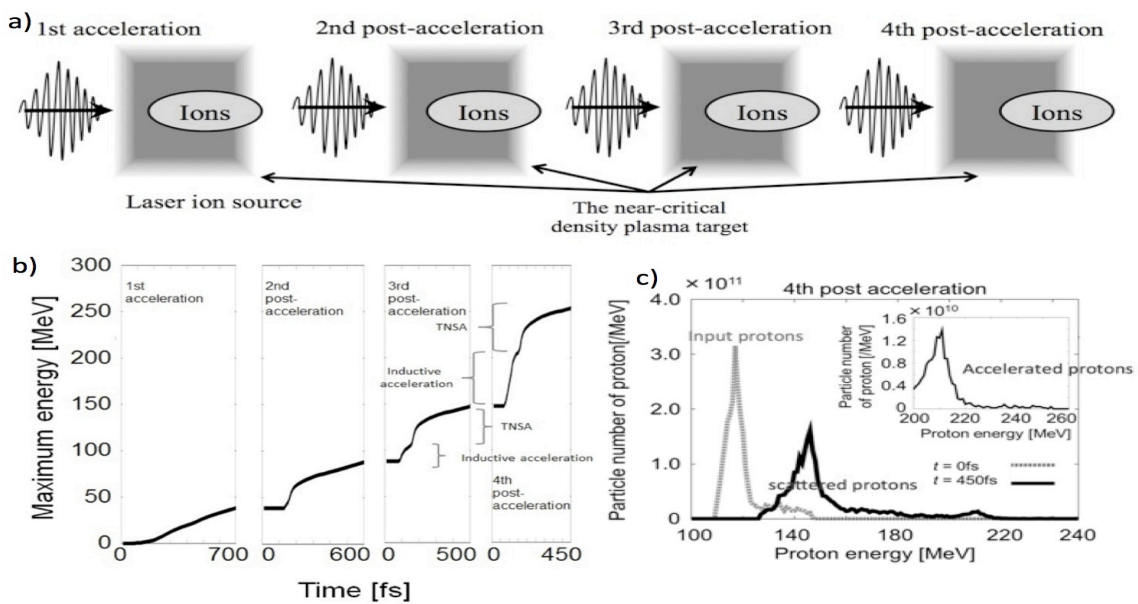 a)
1st acceleration
2nd post-acceleration
3rd post-acceleration
4th post-acceleration
Ions
Ions
Ions
Ions
Laser ion source
The near-critical
density plasma target
b)
Maximum energy [MeV]
300
250
200
150
100
50
0
1st
acceleration
2nd
post-
acceleration
3rd
post-
acceleration
TNSA
Inductive
acceleration
TNSA
Inductive acceleration
4th
post-
acceleration
0
700
0
600
0
500
0
450
Time [fs]
c)
× 10¹¹
4th post acceleration
Particle number of proton[/MeV]
4.0
3.0
2.0
1.0
0
Input protons
scattered protons
× 10¹⁰
Particle number
of proton [/MeV]
1.6
1.2
0.8
0.4
0
Accelerated protons
200
220
240
260
Proton energy [MeV]
t = 0fs
t = 450fs
100
120
140
160
180
200
220
240
Proton energy [MeV]